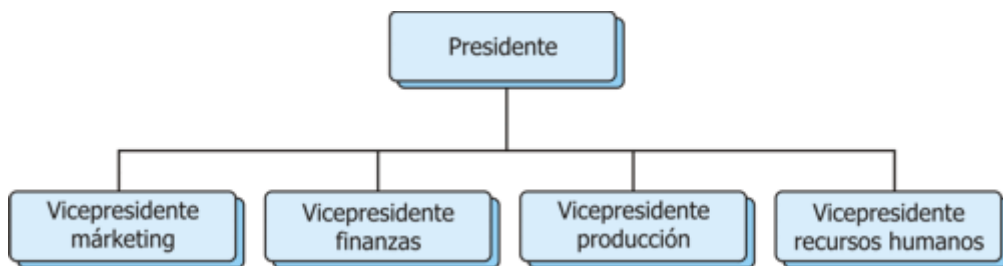 Presidente
Vicepresidente
márketing
Vicepresidente
finanzas
Vicepresidente
producción
Vicepresidente
recursos humanos